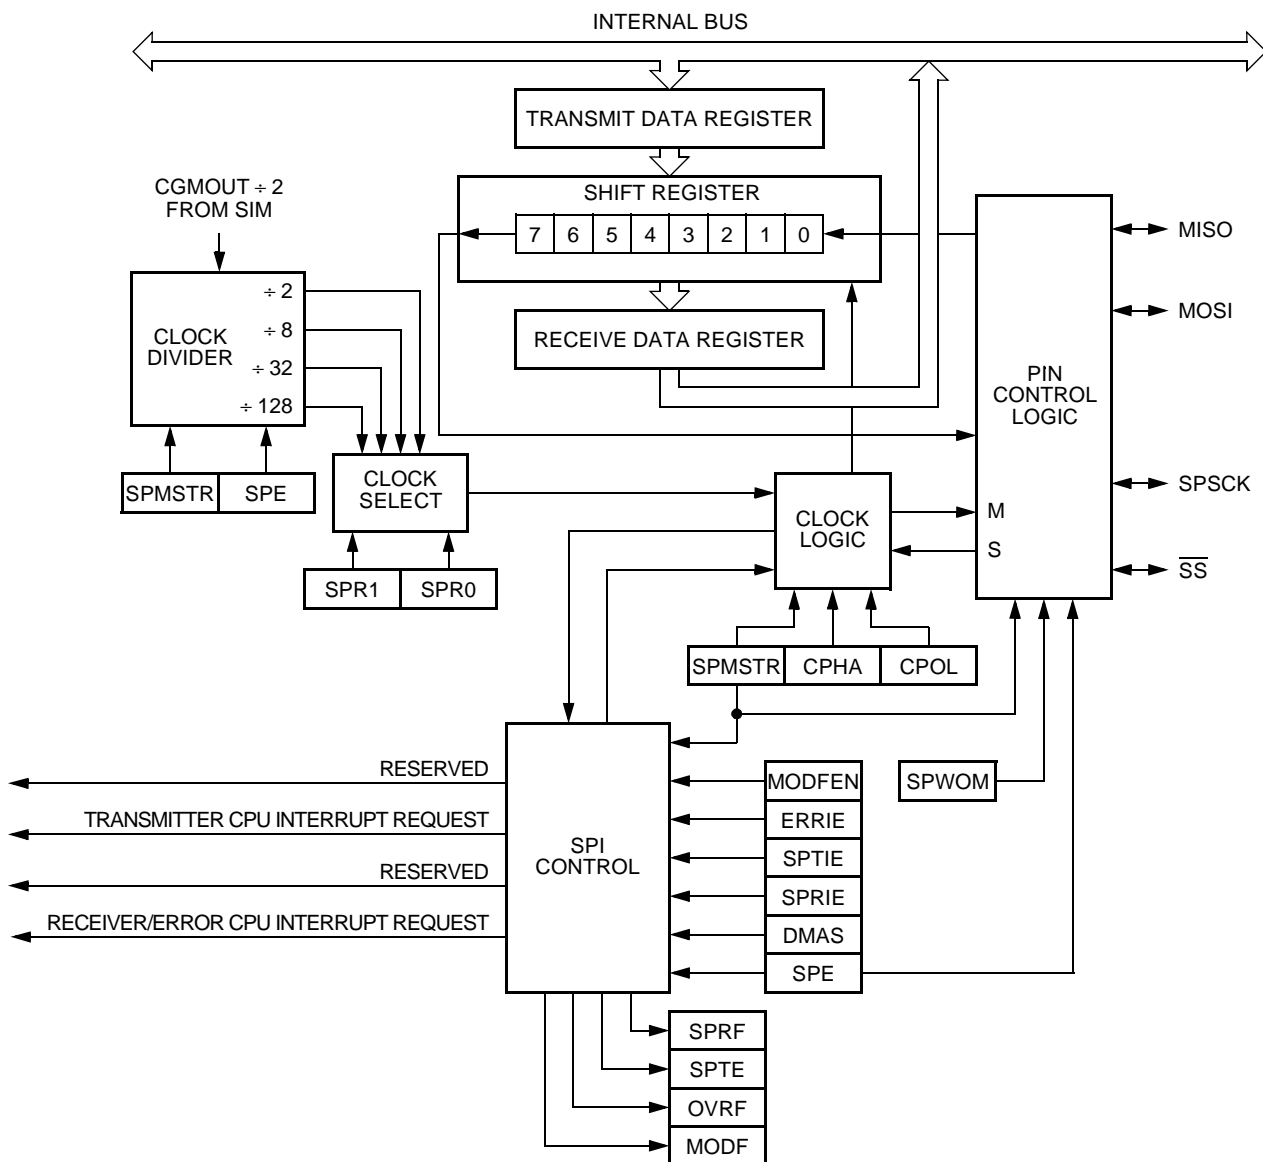 INTERNAL BUS
TRANSMIT DATA REGISTER
CGMOUT ÷ 2
FROM SIM
SHIFT REGISTER
7 6 5 4 3 2 1 0
MISO
MOSI
÷ 2
÷ 8
÷ 32
÷ 128
CLOCK
DIVIDER
RECEIVE DATA REGISTER
PIN
CONTROL
LOGIC
SPMSTR SPE
CLOCK
SELECT
CLOCK
LOGIC
M
S
SPSCK
S̅S̅
SPR1 SPR0
SPMSTR CPHA CPOL
RESERVED
TRANSMITTER CPU INTERRUPT REQUEST
RESERVED
RECEIVER/ERROR CPU INTERRUPT REQUEST
SPI
CONTROL
MODFEN
ERRIE
SPTIE
SPRIE
DMAS
SPE
SPWOM
SPRF
SPTE
OVRF
MODF